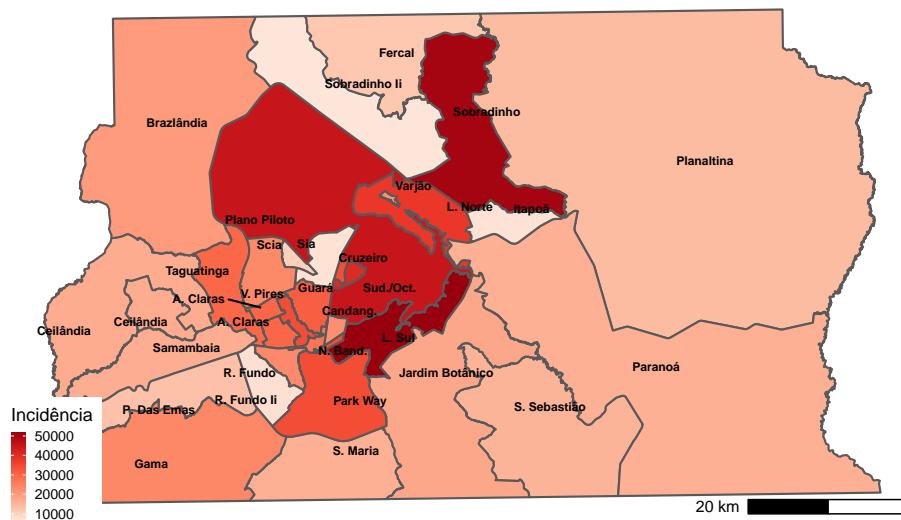 Fercal
Sobradinho Ii
Sobradinho
Brazlândia
Planaltina
Varjão
L. Norte
Itapoã
Plano Piloto
Scia
Sia
Cruzeiro
Taguatinga
A. Claras
V. Pires
Guará
Sud./Oct.
Candang.
Ceilândia
Ceilândia
A. Claras
L. Sul
Samambaia
N. Band.
R. Fundo
Jardim Botânico
Paranoá
R. Fundo Ii
Park Way
P. Das Emas
S. Sebastião
S. Maria
Gama
Incidência
50000
40000
30000
20000
10000
20 km